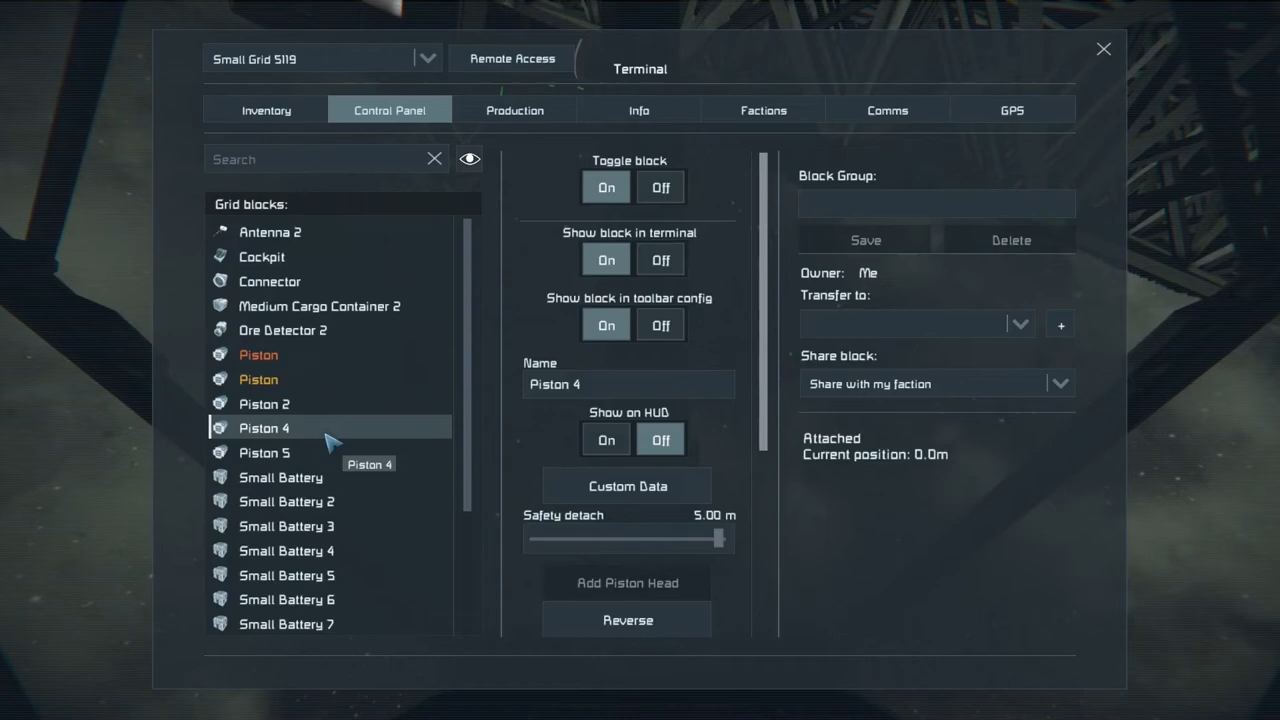 Small Grid 5119
Remote Access
Terminal
Inventory
Control Panel
Production
Info
Factions
Comms
GPS
Search
Grid blocks:
Antenna 2
Cockpit
Connector
Medium Cargo Container 2
Ore Detector 2
Piston
Piston
Piston 2
Piston 4
Piston 5
Small Battery
Small Battery 2
Small Battery 3
Small Battery 4
Small Battery 5
Small Battery 6
Small Battery 7
Piston 4
Toggle block
On Off
Show block in terminal
On Off
Show block in toolbar config
On Off
Name
Piston 4
Show on HUD
On Off
Custom Data
Safety detach 5.00 m
Add Piston Head
Reverse
Block Group:
Save Delete
Owner: Me
Transfer to:
+
Share block:
Share with my faction
Attached
Current position: 0.0m